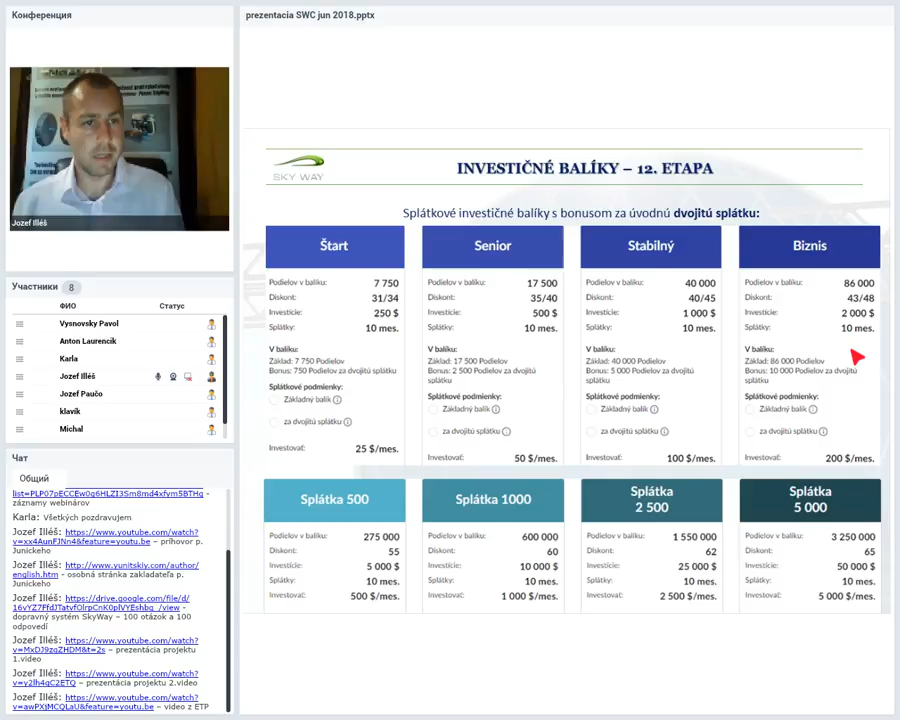 Конференция
Jozef Illéš
Участники 8
ФИО Статус
Vysnovsky Pavol
Anton Laurencik
Karla
Jozef Illéš
Jozef Paučo
klavík
Michal
Чат
Общий
list=PLP07pECCEw0g6HLZI3Sm8md4xfym5BTHq -
záznamy webinárov
Karla: Všetkých pozdravujem
Jozef Illéš: https://www.youtube.com/watch?
v=xx4AunFJNn4&feature=youtu.be – príhovor p.
Junickeho
Jozef Illéš: http://www.yunitskiy.com/author/
english.htm – osobná stránka zakladateľa p.
Junickeho
Jozef Illéš: https://drive.google.com/file/d/
16vYZ7FfdJTatvfOlrpCnK0plVYEshbq_/view –
dopravný systém SkyWay – 100 otázok a 100
odpovedí
Jozef Illéš: https://www.youtube.com/watch?
v=MxDJ9zgZHDM&t=2s – prezentácia projektu
1.video
Jozef Illéš: https://www.youtube.com/watch?
v=y2lh4qC2ETQ – prezentácia projektu 2.video
Jozef Illéš: https://www.youtube.com/watch?
v=awPXjMCQLaU&feature=youtu.be – video z ETP
prezentacia SWC jun 2018.pptx
SKY WAY
INVESTIČNÉ BALÍKY – 12. ETAPA
Splátkové investičné balíky s bonusom za úvodnú dvojitú splátku:
Štart
Podielov v balíku: 7 750
Diskont: 31/34
Investície: 250 $
Splátky: 10 mes.
V balíku:
Základ: 7 750 Podielov
Bonus: 750 Podielov za dvojitú splátku
Splátkové podmienky:
Základný balík
za dvojitú splátku
Investovať: 25 $/mes.
Senior
Podielov v balíku: 17 500
Diskont: 35/40
Investície: 500 $
Splátky: 10 mes.
V balíku:
Základ: 17 500 Podielov
Bonus: 2 500 Podielov za dvojitú
splátku
Splátkové podmienky:
Základný balík
za dvojitú splátku
Investovať: 50 $/mes.
Stabilný
Podielov v balíku: 40 000
Diskont: 40/45
Investície: 1 000 $
Splátky: 10 mes.
V balíku:
Základ: 40 000 Podielov
Bonus: 5 000 Podielov za dvojitú
splátku
Splátkové podmienky:
Základný balík
za dvojitú splátku
Investovať: 100 $/mes.
Biznis
Podielov v balíku: 86 000
Diskont: 43/48
Investície: 2 000 $
Splátky: 10 mes.
V balíku:
Základ: 86 000 Podielov
Bonus: 10 000 Podielov za dvojitú
splátku
Splátkové podmienky:
Základný balík
za dvojitú splátku
Investovať: 200 $/mes.
Splátka 500
Podielov v balíku: 275 000
Diskont: 55
Investície: 5 000 $
Splátky: 10 mes.
Investovať: 500 $/mes.
Splátka 1000
Podielov v balíku: 600 000
Diskont: 60
Investície: 10 000 $
Splátky: 10 mes.
Investovať: 1 000 $/mes.
Splátka
2 500
Podielov v balíku: 1 550 000
Diskont: 62
Investície: 25 000 $
Splátky: 10 mes.
Investovať: 2 500 $/mes.
Splátka
5 000
Podielov v balíku: 3 250 000
Diskont: 65
Investície: 50 000 $
Splátky: 10 mes.
Investovať: 5 000 $/mes.